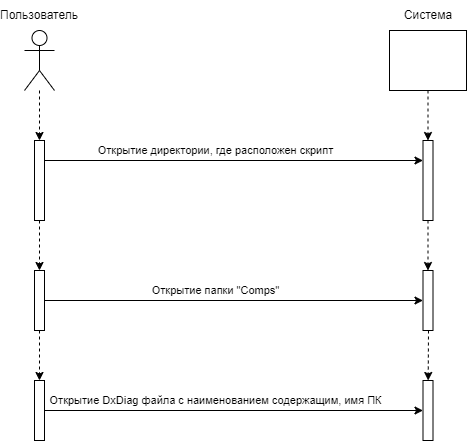 Пользователь
Система
Открытие директории, где расположен скрипт
Открытие папки "Comps"
Открытие DxDiag файла с наименованием содержащим, имя ПК